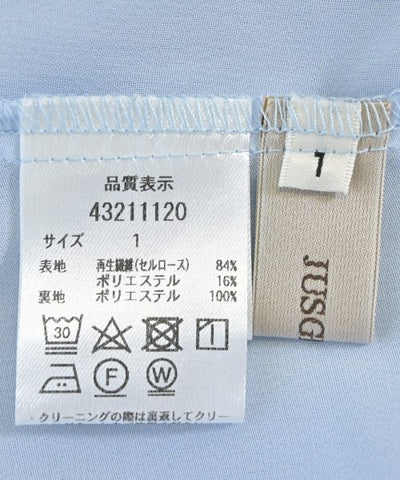 品質表示
43211120
サイズ 1
表地 再生繊維(セルロース) 84%
ポリエステル 16%
裏地 ポリエステル 100%
30
F W
・クリーニングの際は裏返してクリー
1
JUSG